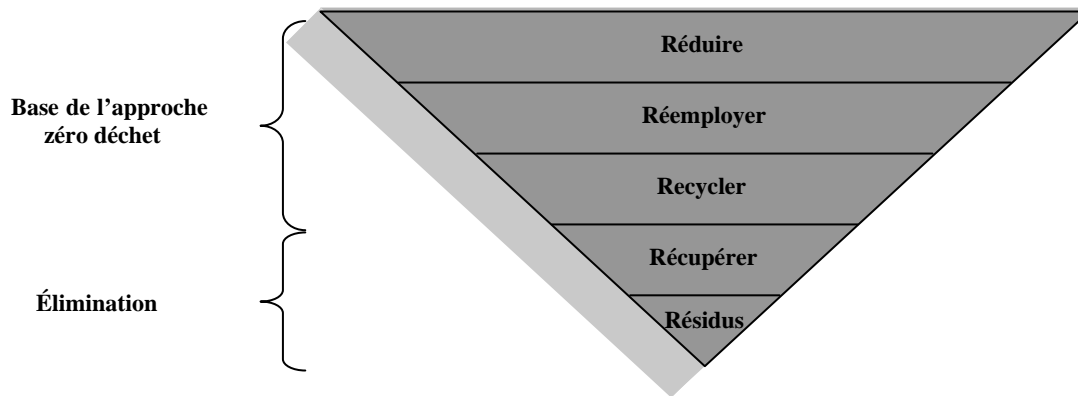 Réduire
Base de l'approche
zéro déchet
Réemployer
Recycler
Récupérer
Élimination
Résidus